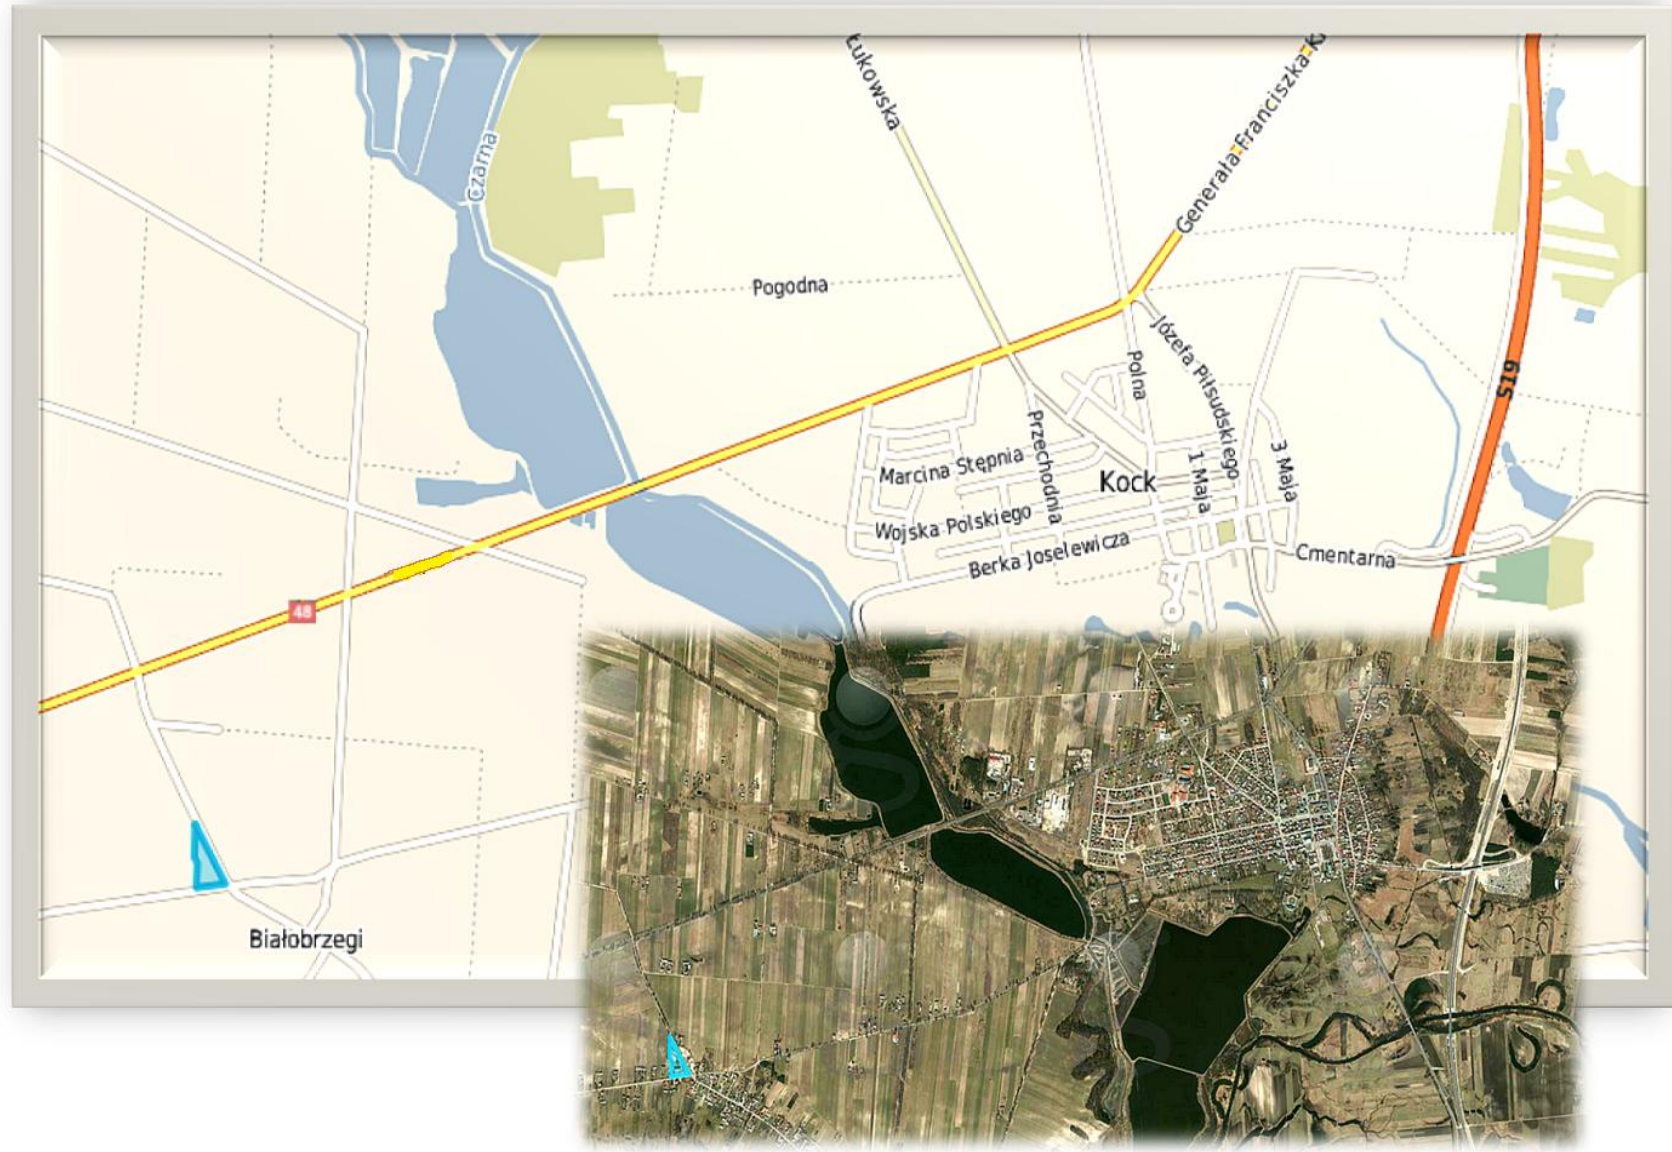 Łukowska
Generała Franciszka K
Czarna
Pogodna
Józefa Piłsudskiego
Polna
S19
Przechodnia
3 Maja
Marcina Stępnia
1 Maja
Kock
Wojska Polskiego
Berka Joselewicza
Cmentarna
48
Białobrzegi